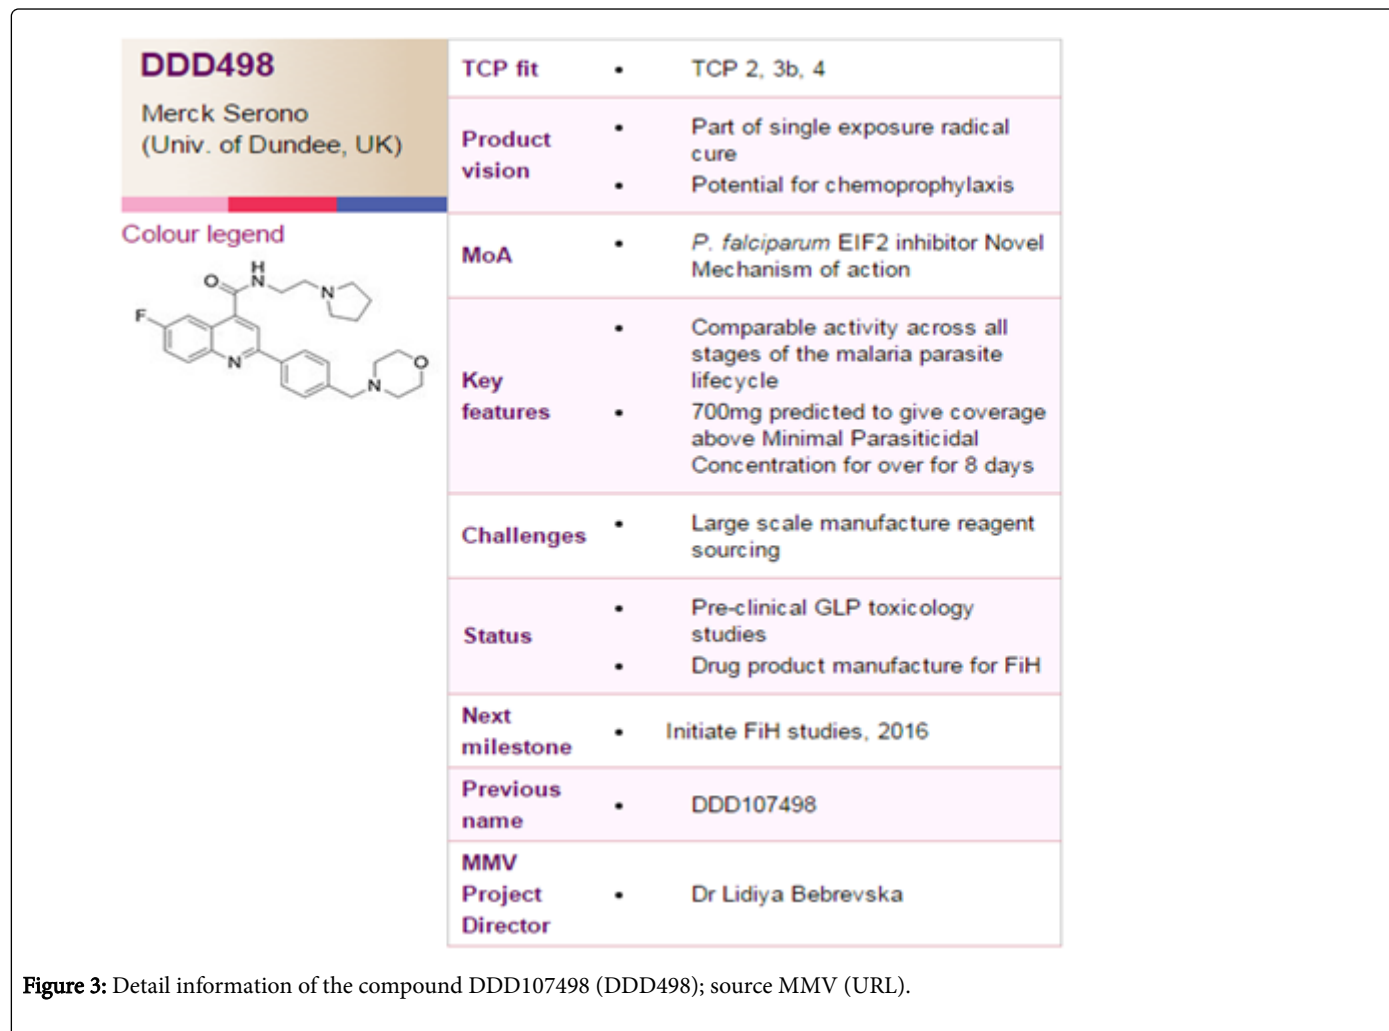 DDD498
Merck Serono
(Univ. of Dundee, UK)
Colour legend
O
H
N
N
F
N
N
O
TCP fit
• TCP 2, 3b, 4
Product
vision
• Part of single exposure radical
cure
• Potential for chemoprophylaxis
MoA
• P. falciparum EIF2 inhibitor Novel
Mechanism of action
Key
features
• Comparable activity across all
stages of the malaria parasite
lifecycle
• 700mg predicted to give coverage
above Minimal Parasiticidal
Concentration for over for 8 days
Challenges
• Large scale manufacture reagent
sourcing
Status
• Pre-clinical GLP toxicology
studies
• Drug product manufacture for FiH
Next
milestone
• Initiate FiH studies, 2016
Previous
name
• DDD107498
MMV
Project
Director
• Dr Lidiya Bebrevska
Figure 3: Detail information of the compound DDD107498 (DDD498); source MMV (URL).